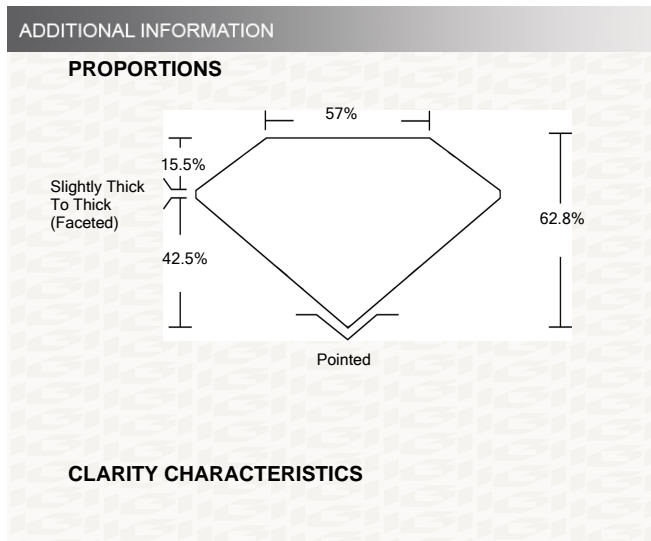 ADDITIONAL INFORMATION
PROPORTIONS
57%
15.5%
Slightly Thick
To Thick
(Faceted)
62.8%
42.5%
Pointed
CLARITY CHARACTERISTICS